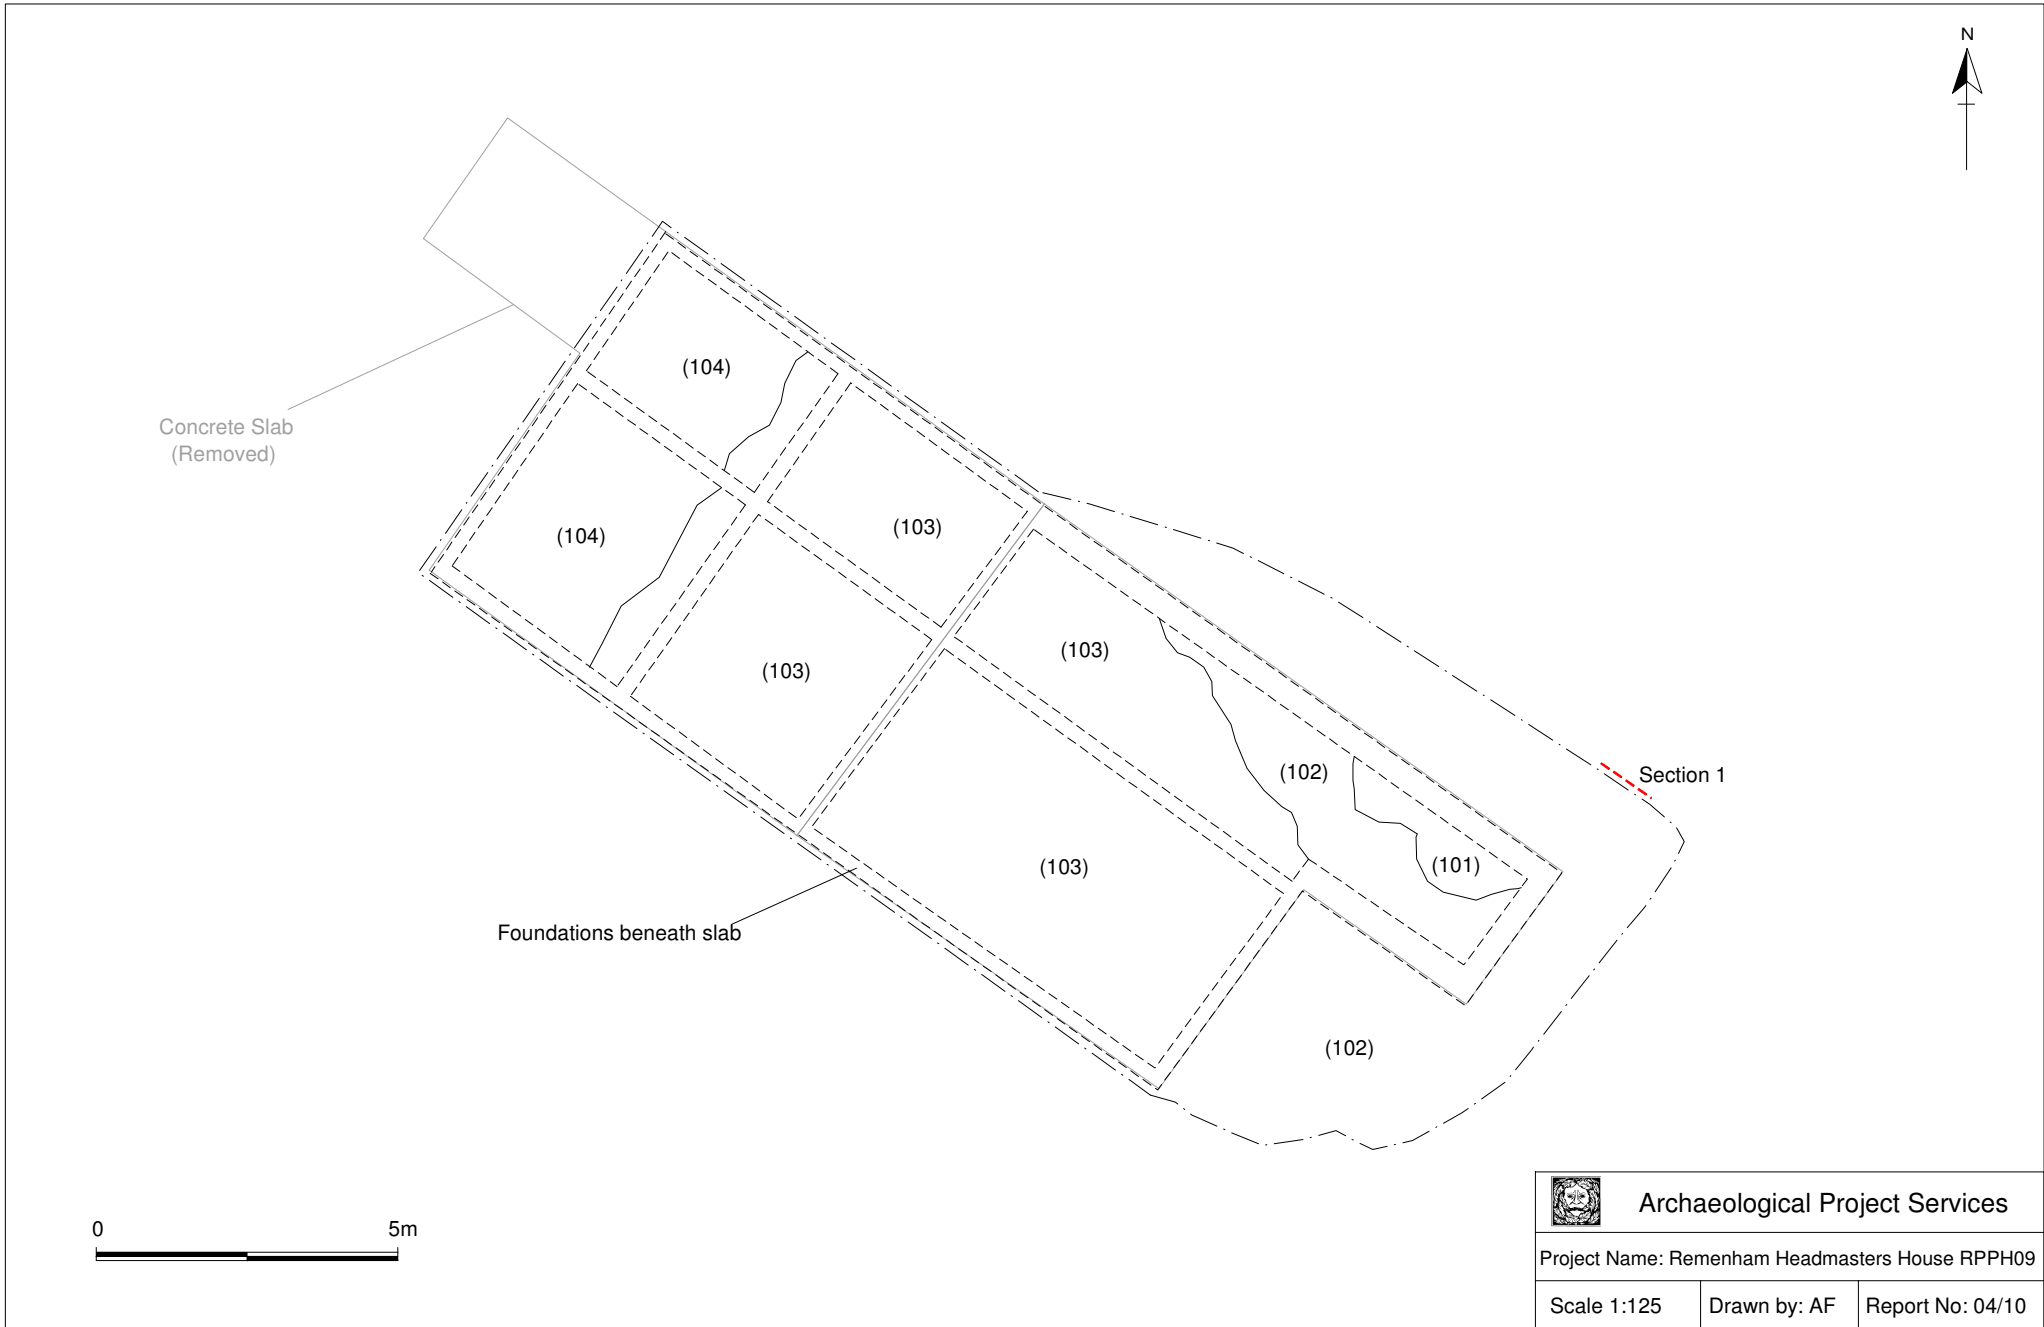 N
(104)
Concrete Slab
(Removed)
(104)
(103)
(103)
(103)
(102)
Section 1
(101)
(103)
Foundations beneath slab
(102)
0
5m
Archaeological Project Services
Project Name: Remenham Headmasters House RPPH09
Scale 1:125
Drawn by: AF
Report No: 04/10